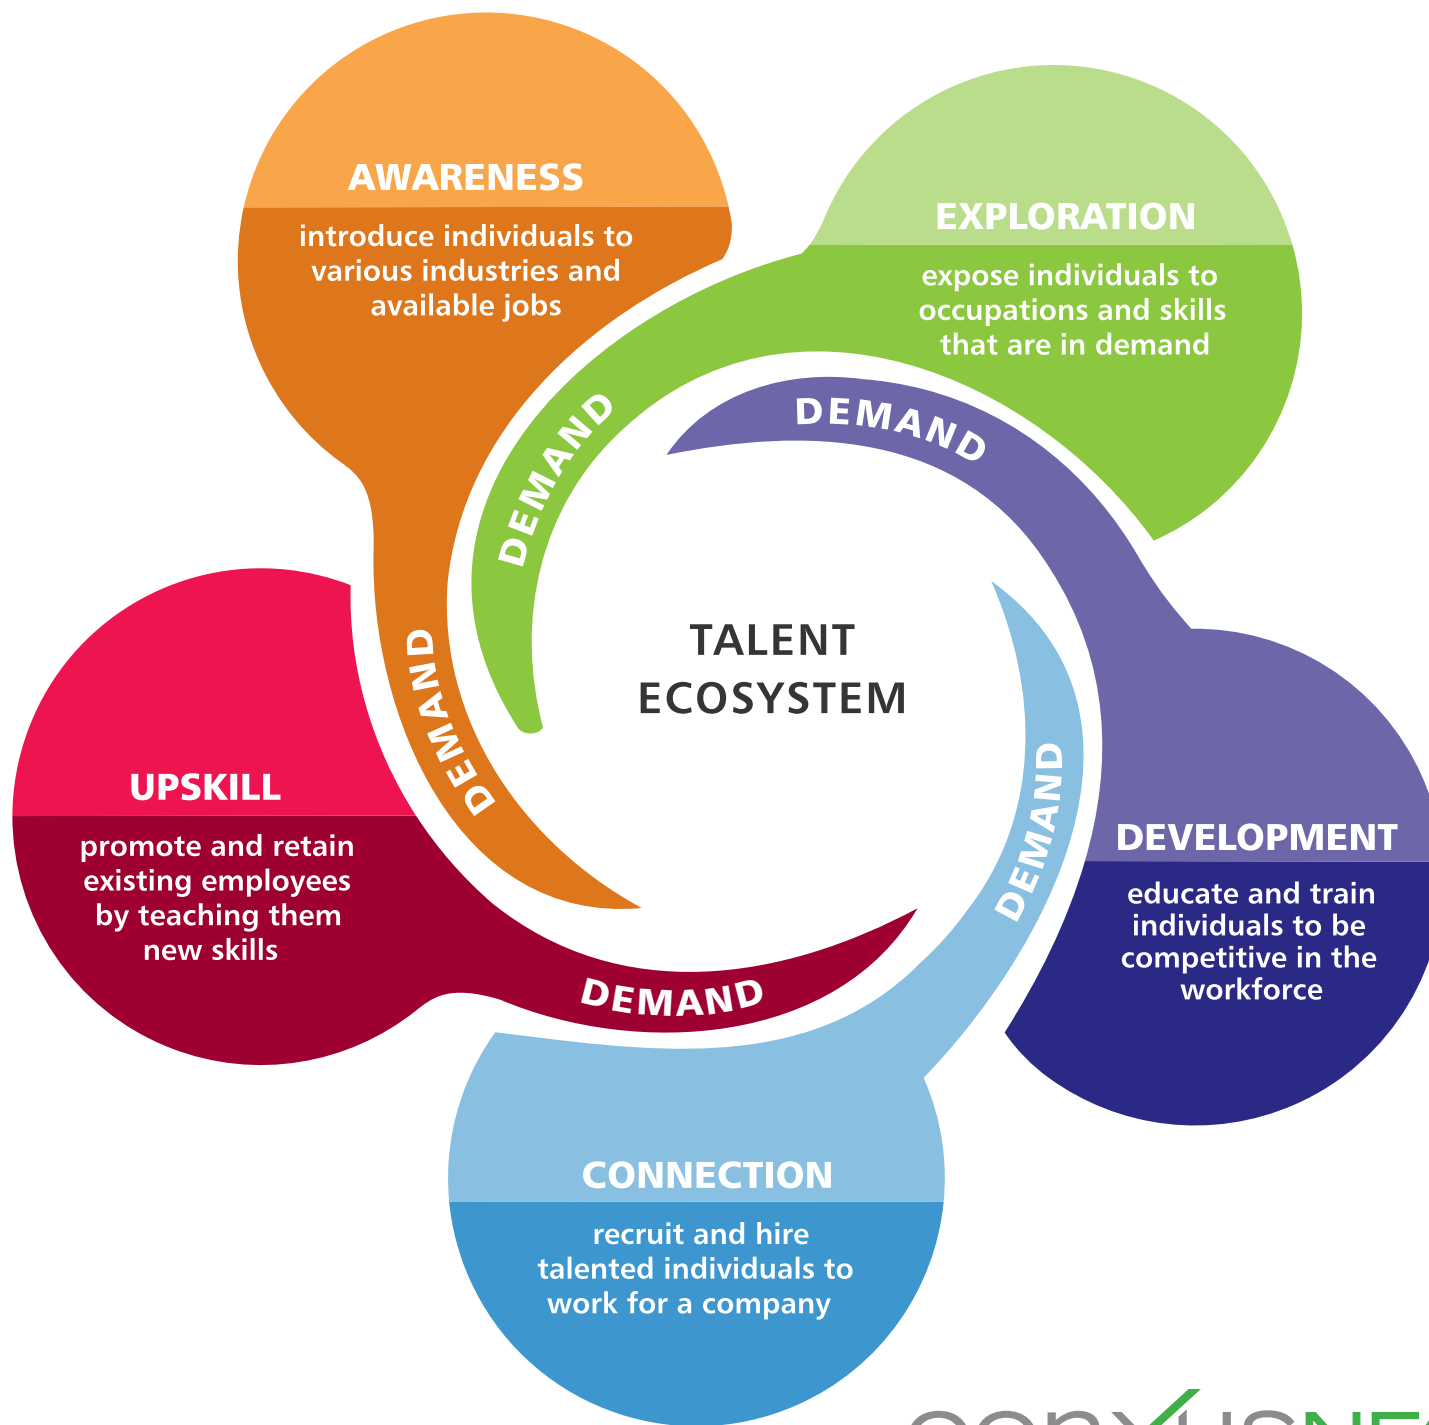 AWARENESS
introduce individuals to
various industries and
available jobs
EXPLORATION
expose individuals to
occupations and skills
that are in demand
DEMAND
DEMAND
TALENT
ECOSYSTEM
DEMAND
DEMAND
UPSKILL
promote and retain
existing employees
by teaching them
new skills
DEVELOPMENT
educate and train
individuals to be
competitive in the
workforce
DEMAND
CONNECTION
recruit and hire
talented individuals to
work for a company